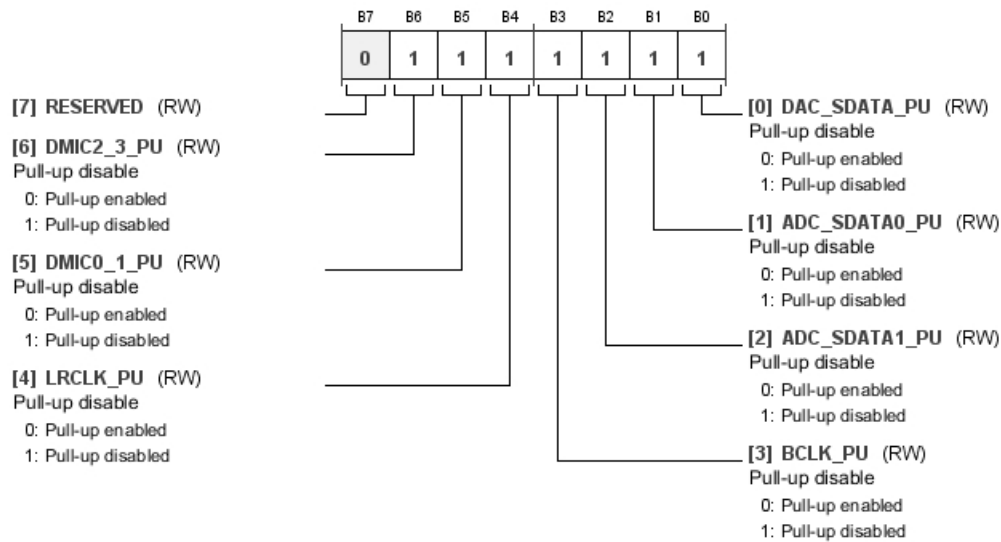 B7 B6 B5 B4 B3 B2 B1 B0
0 1 1 1 1 1 1 1
[7] RESERVED (RW)
[6] DMIC2_3_PU (RW)
Pull-up disable
0: Pull-up enabled
1: Pull-up disabled
[5] DMIC0_1_PU (RW)
Pull-up disable
0: Pull-up enabled
1: Pull-up disabled
[4] LRCLK_PU (RW)
Pull-up disable
0: Pull-up enabled
1: Pull-up disabled
[0] DAC_SDATA_PU (RW)
Pull-up disable
0: Pull-up enabled
1: Pull-up disabled
[1] ADC_SDATA0_PU (RW)
Pull-up disable
0: Pull-up enabled
1: Pull-up disabled
[2] ADC_SDATA1_PU (RW)
Pull-up disable
0: Pull-up enabled
1: Pull-up disabled
[3] BCLK_PU (RW)
Pull-up disable
0: Pull-up enabled
1: Pull-up disabled